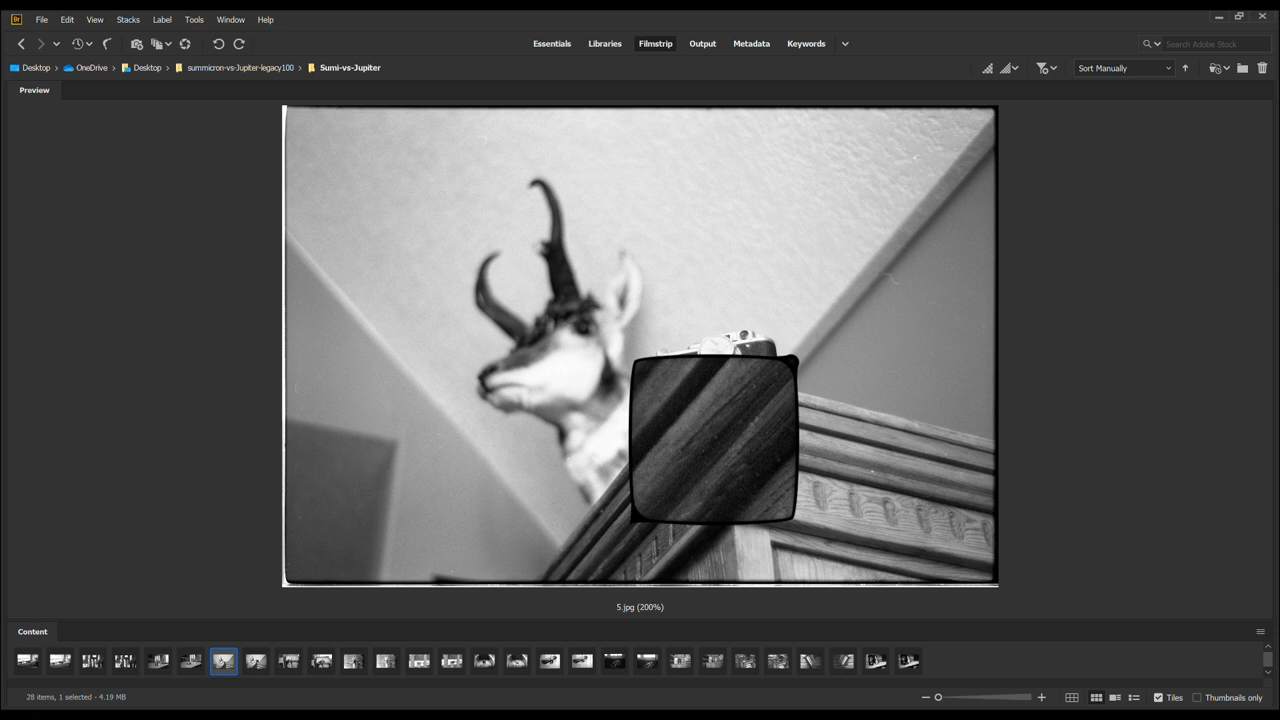 Br File Edit View Stacks Label Tools Window Help
Essentials Libraries Filmstrip Output Metadata Keywords Search Adobe Stock
Desktop OneDrive Desktop summicron-vs-Jupiter-legacy100 Sumi-vs-Jupiter Sort Manually
Preview
5.jpg (200%)
Content
28 items, 1 selected - 4.19 MB Tiles Thumbnails only